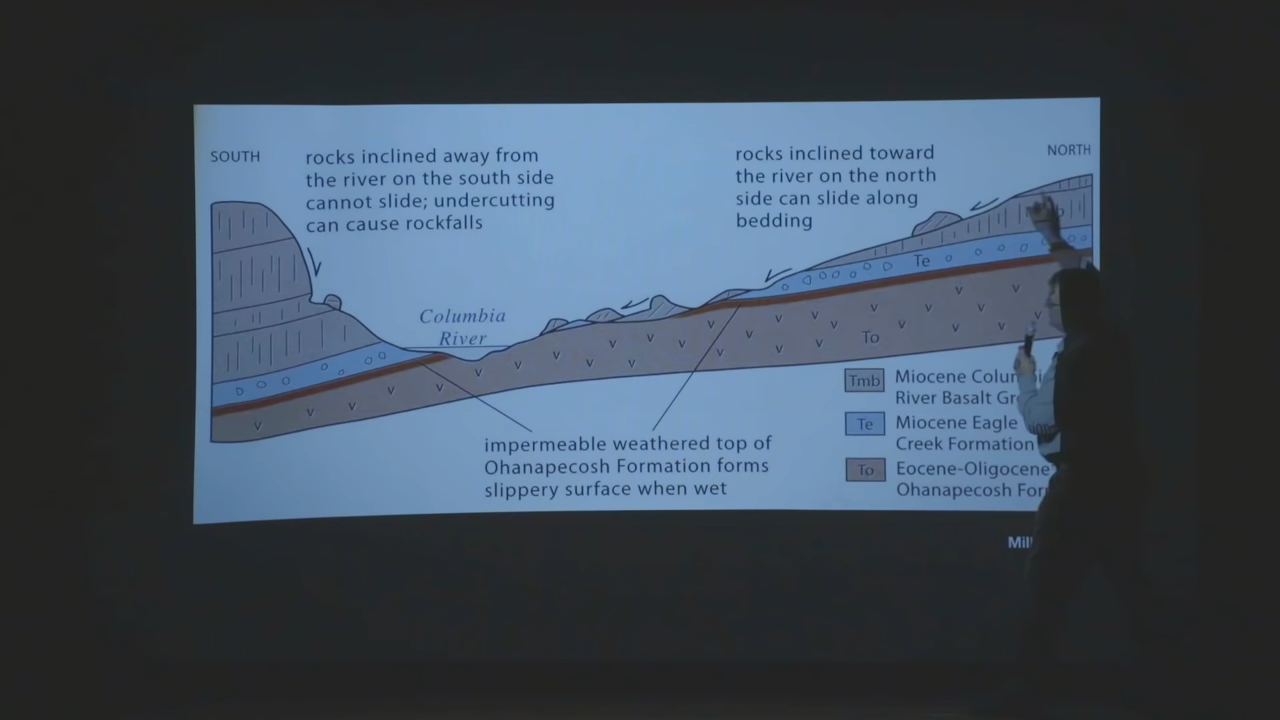 SOUTH
rocks inclined away from
the river on the south side
cannot slide; undercutting
can cause rockfalls
rocks inclined toward
the river on the north
side can slide along
bedding
NORTH
Te
Columbia
River
To
impermeable weathered top of
Ohanapecosh Formation forms
slippery surface when wet
Tmb
Miocene
River Basalt
Te
Miocene Eagle
Creek Formation
To
Eocene-Oligocene
Ohanapecosh